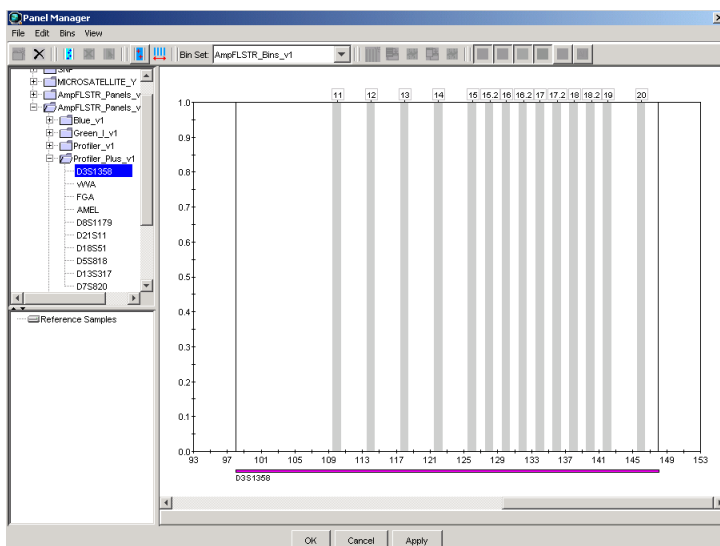 Panel Manager
File Edit Bins View
Bin Set: AmpFLSTR_Bins_v1
SNP
MICROSATELLITE_Y
AmpFLSTR_Panels_v
AmpFLSTR_Panels_v
Blue_v1
Green_I_v1
Profiler_v1
Profiler_Plus_v1
D3S1358
vWA
FGA
AMEL
D8S1179
D21S11
D18S51
D5S818
D13S317
D7S820
Reference Samples
11 12 13 14 15 15.2 16 16.2 17 17.2 18 18.2 19 20
1.0
0.9
0.8
0.7
0.6
0.5
0.4
0.3
0.2
0.1
0.0
93 97 101 105 109 113 117 121 125 129 133 137 141 145 149 153
D3S1358
OK Cancel Apply